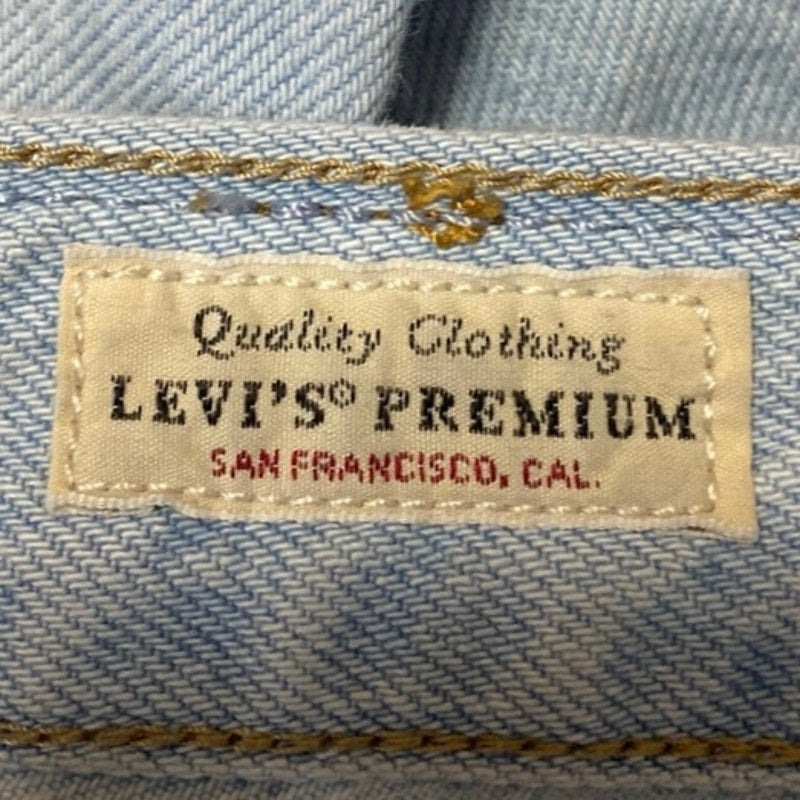 Quality Clothing
LEVI'S® PREMIUM
SAN FRANCISCO, CAL.